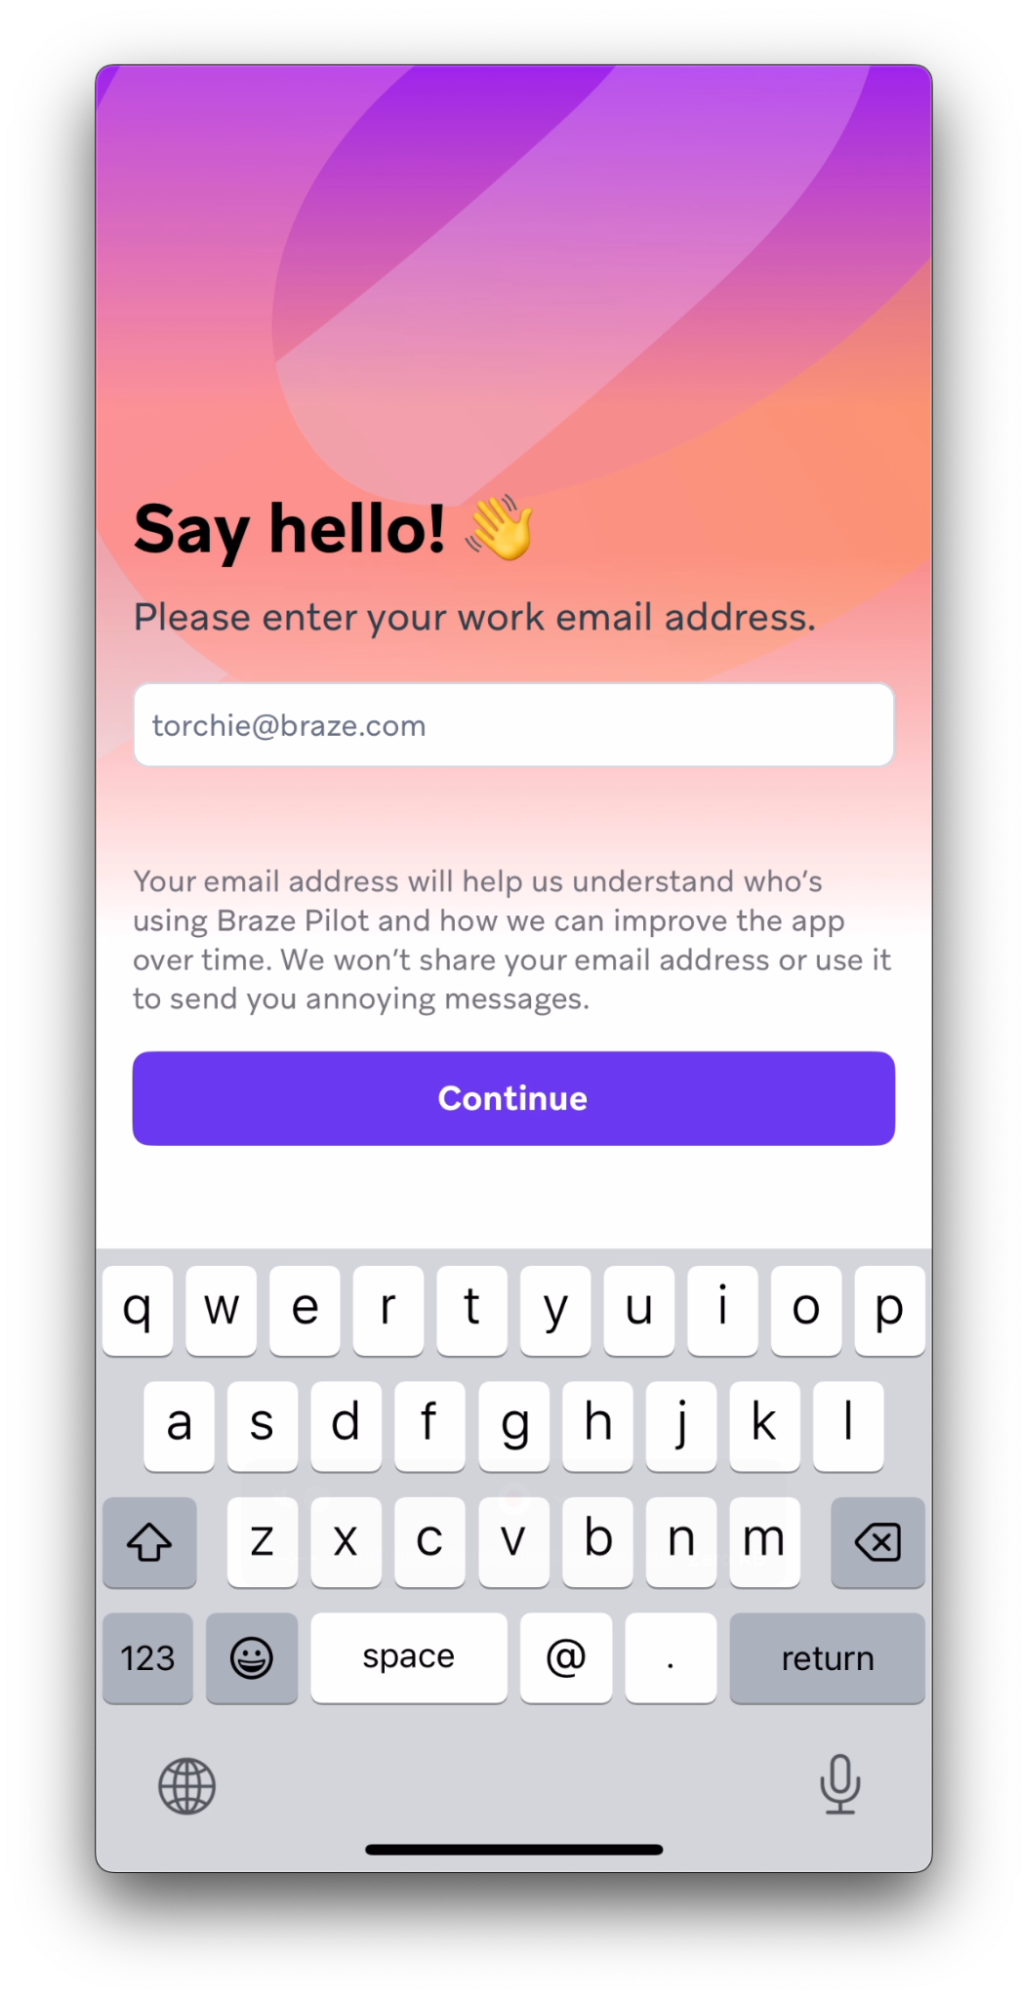 Say hello! 👋
Please enter your work email address.
torchie@braze.com
Your email address will help us understand who’s
using Braze Pilot and how we can improve the app
over time. We won’t share your email address or use it
to send you annoying messages.
Continue
q w e r t y u i o p
a s d f g h j k l
z x c v b n m
123 space @ . return